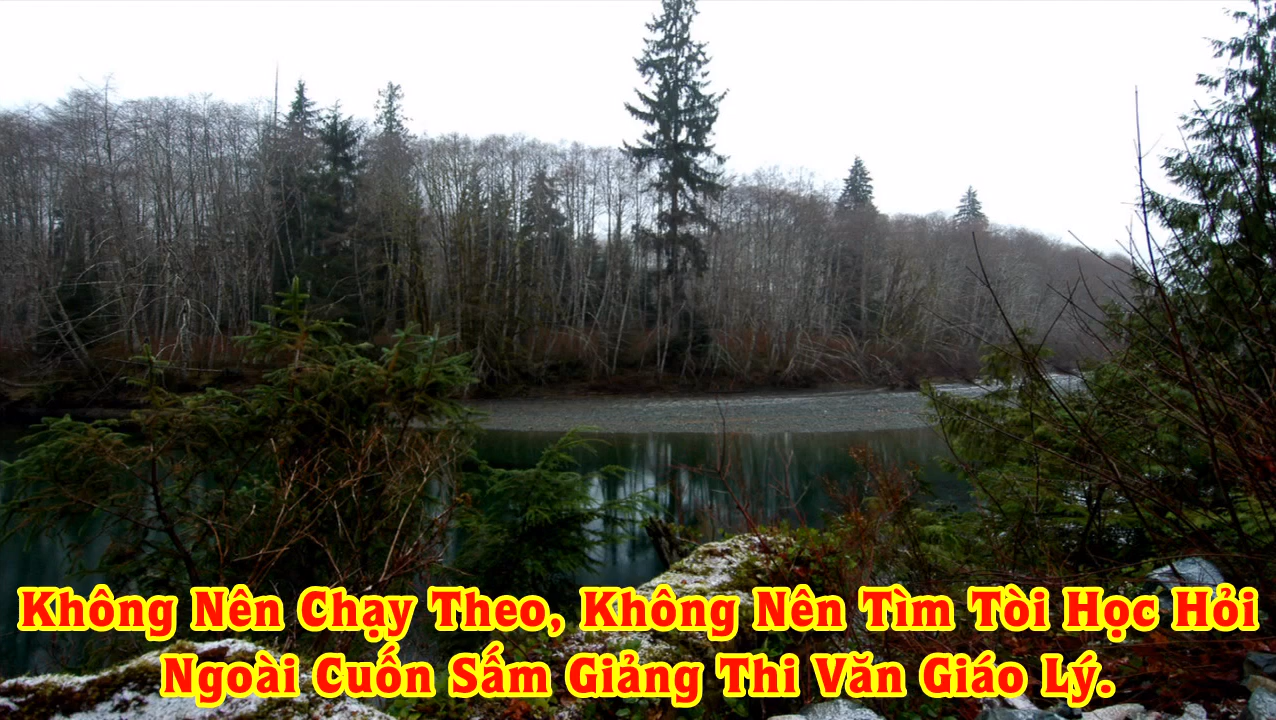 Không Nên Chạy Theo, Không Nên Tìm Tòi Học Hỏi
Ngoài Cuốn Sấm Giảng Thi Văn Giáo Lý.